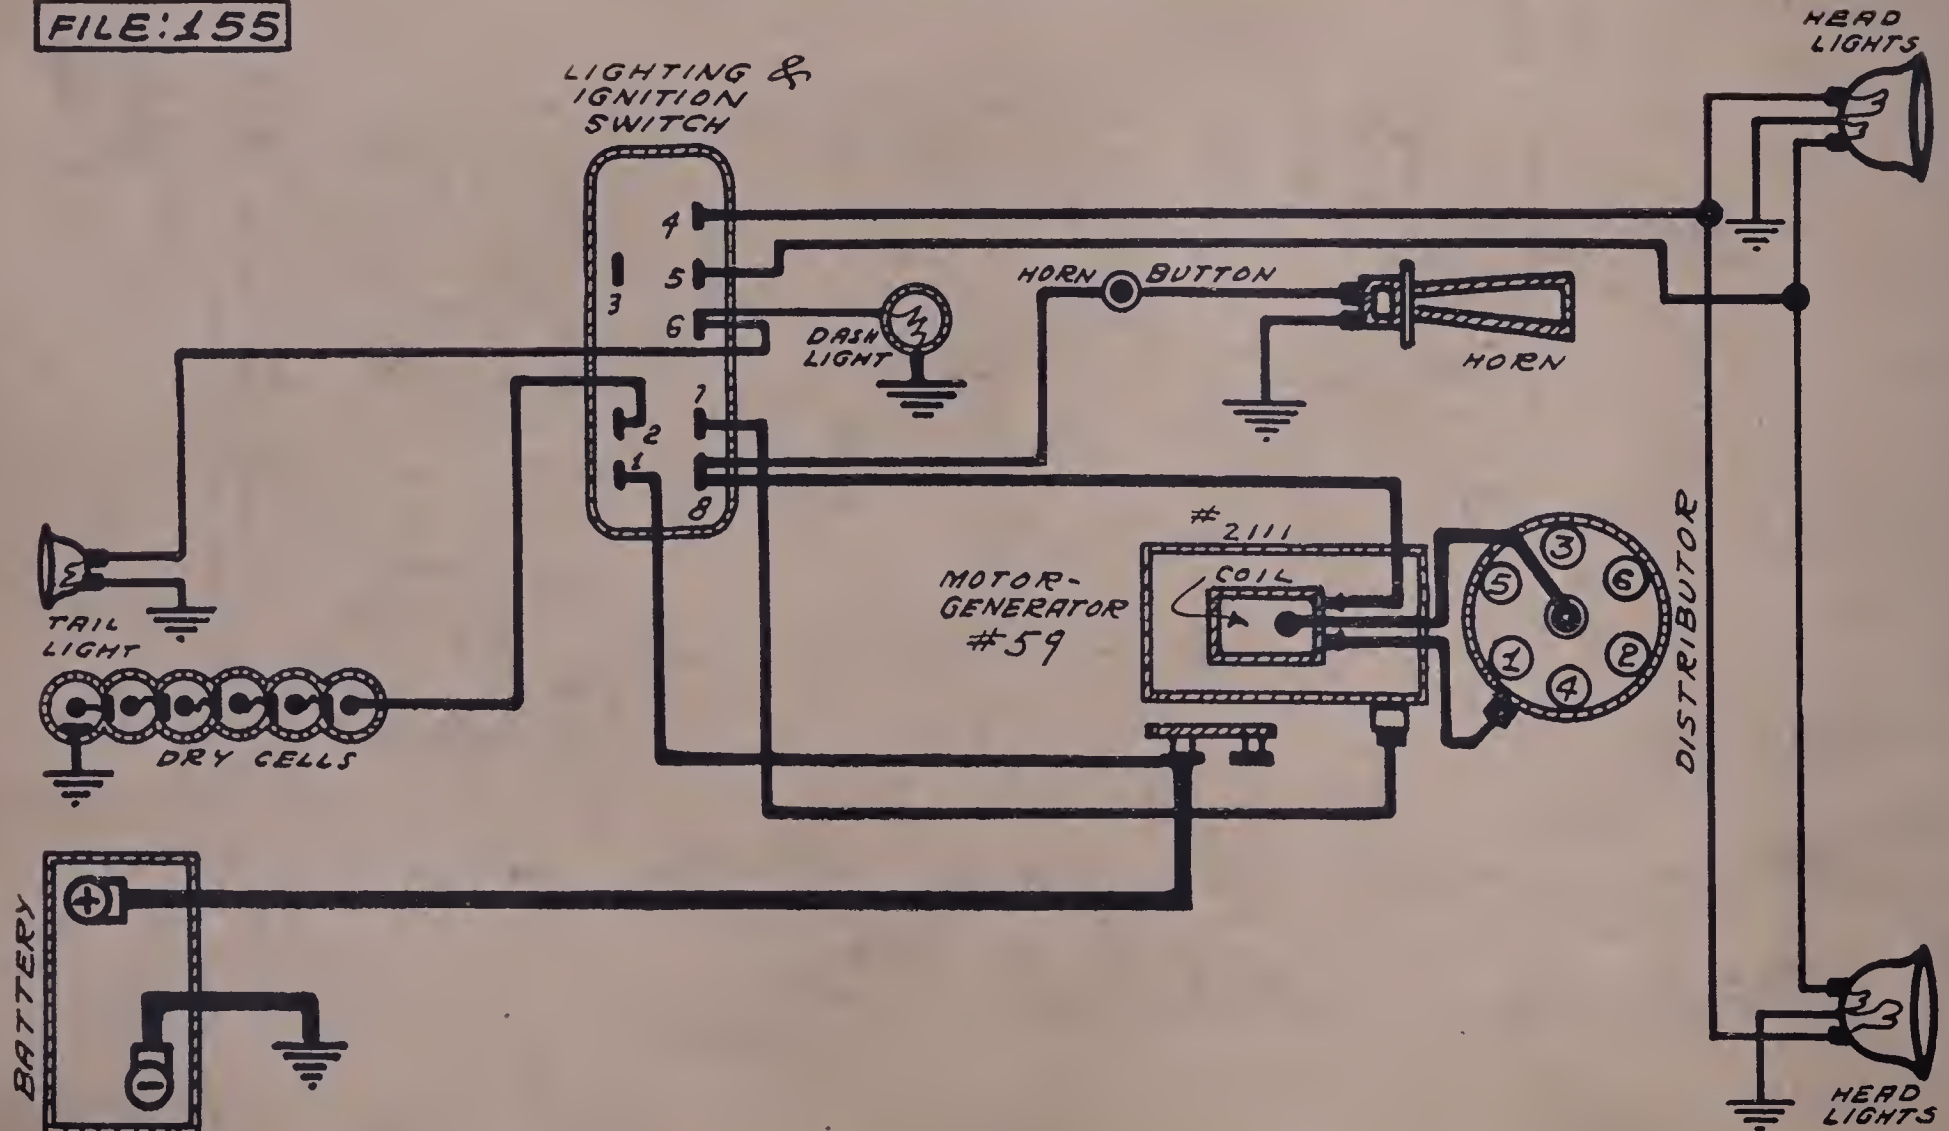 FILE:155
HEAD
LIGHTS
LIGHTING &
IGNITION
SWITCH
4
5
3
6
7
2
1
8
HORN BUTTON
DASH
LIGHT
HORN
TAIL
LIGHT
DRY CELLS
# 2111
COIL
MOTOR-
GENERATOR
#59
3
5
6
1
2
4
DISTRIBUTOR
BATTERY
+
-
HEAD
LIGHTS